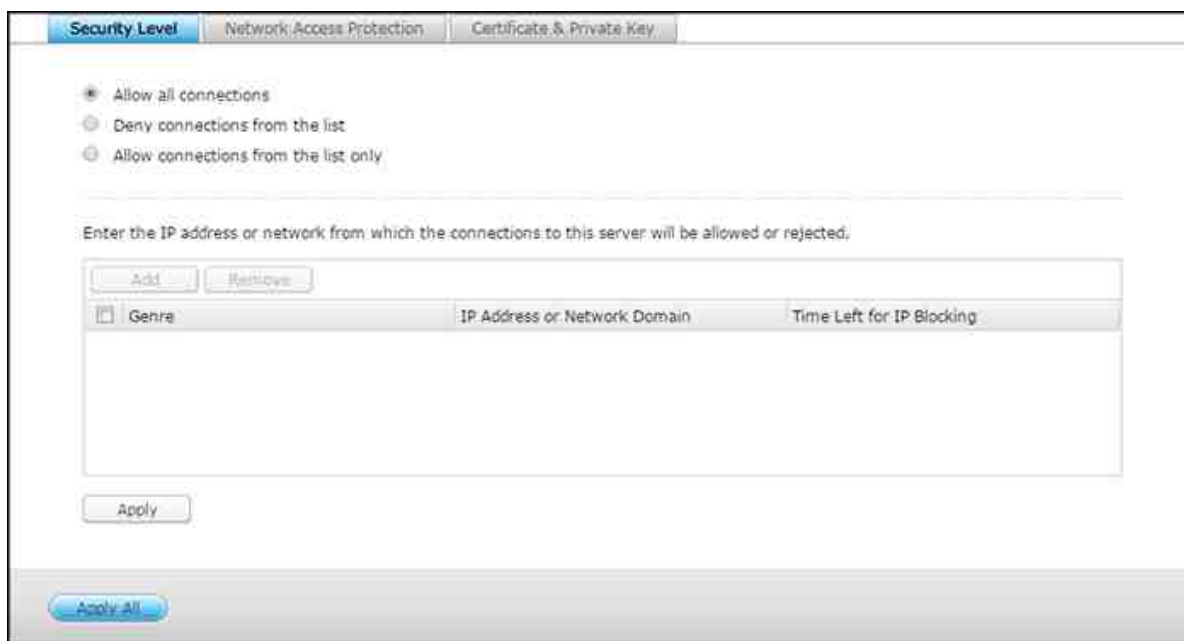 Security Level Network Access Protection Certificate & Private Key
Allow all connections
Deny connections from the list
Allow connections from the list only
Enter the IP address or network from which the connections to this server will be allowed or rejected.
Add Remove
Genre IP Address or Network Domain Time Left for IP Blocking
Apply
Apply All